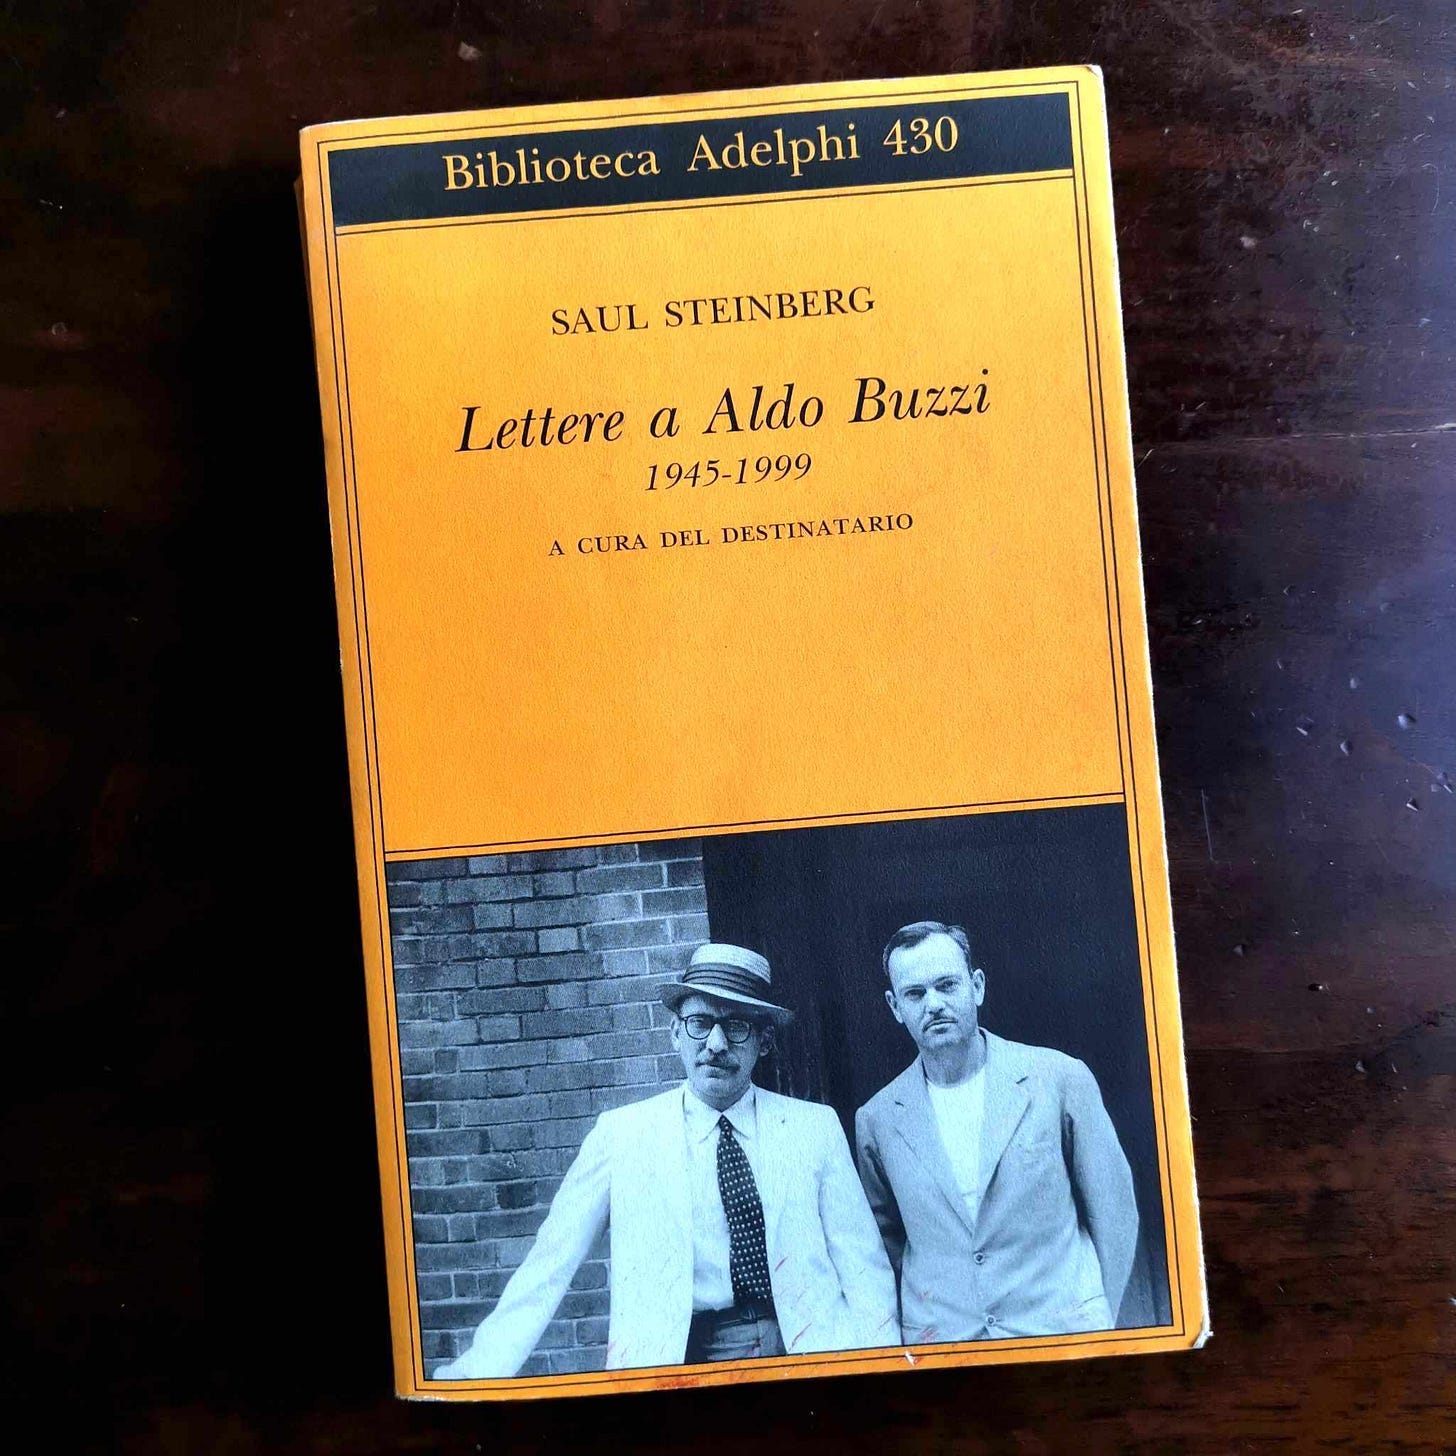 Biblioteca Adelphi 430
SAUL STEINBERG
Lettere a Aldo Buzzi
1945-1999
A CURA DEL DESTINATARIO